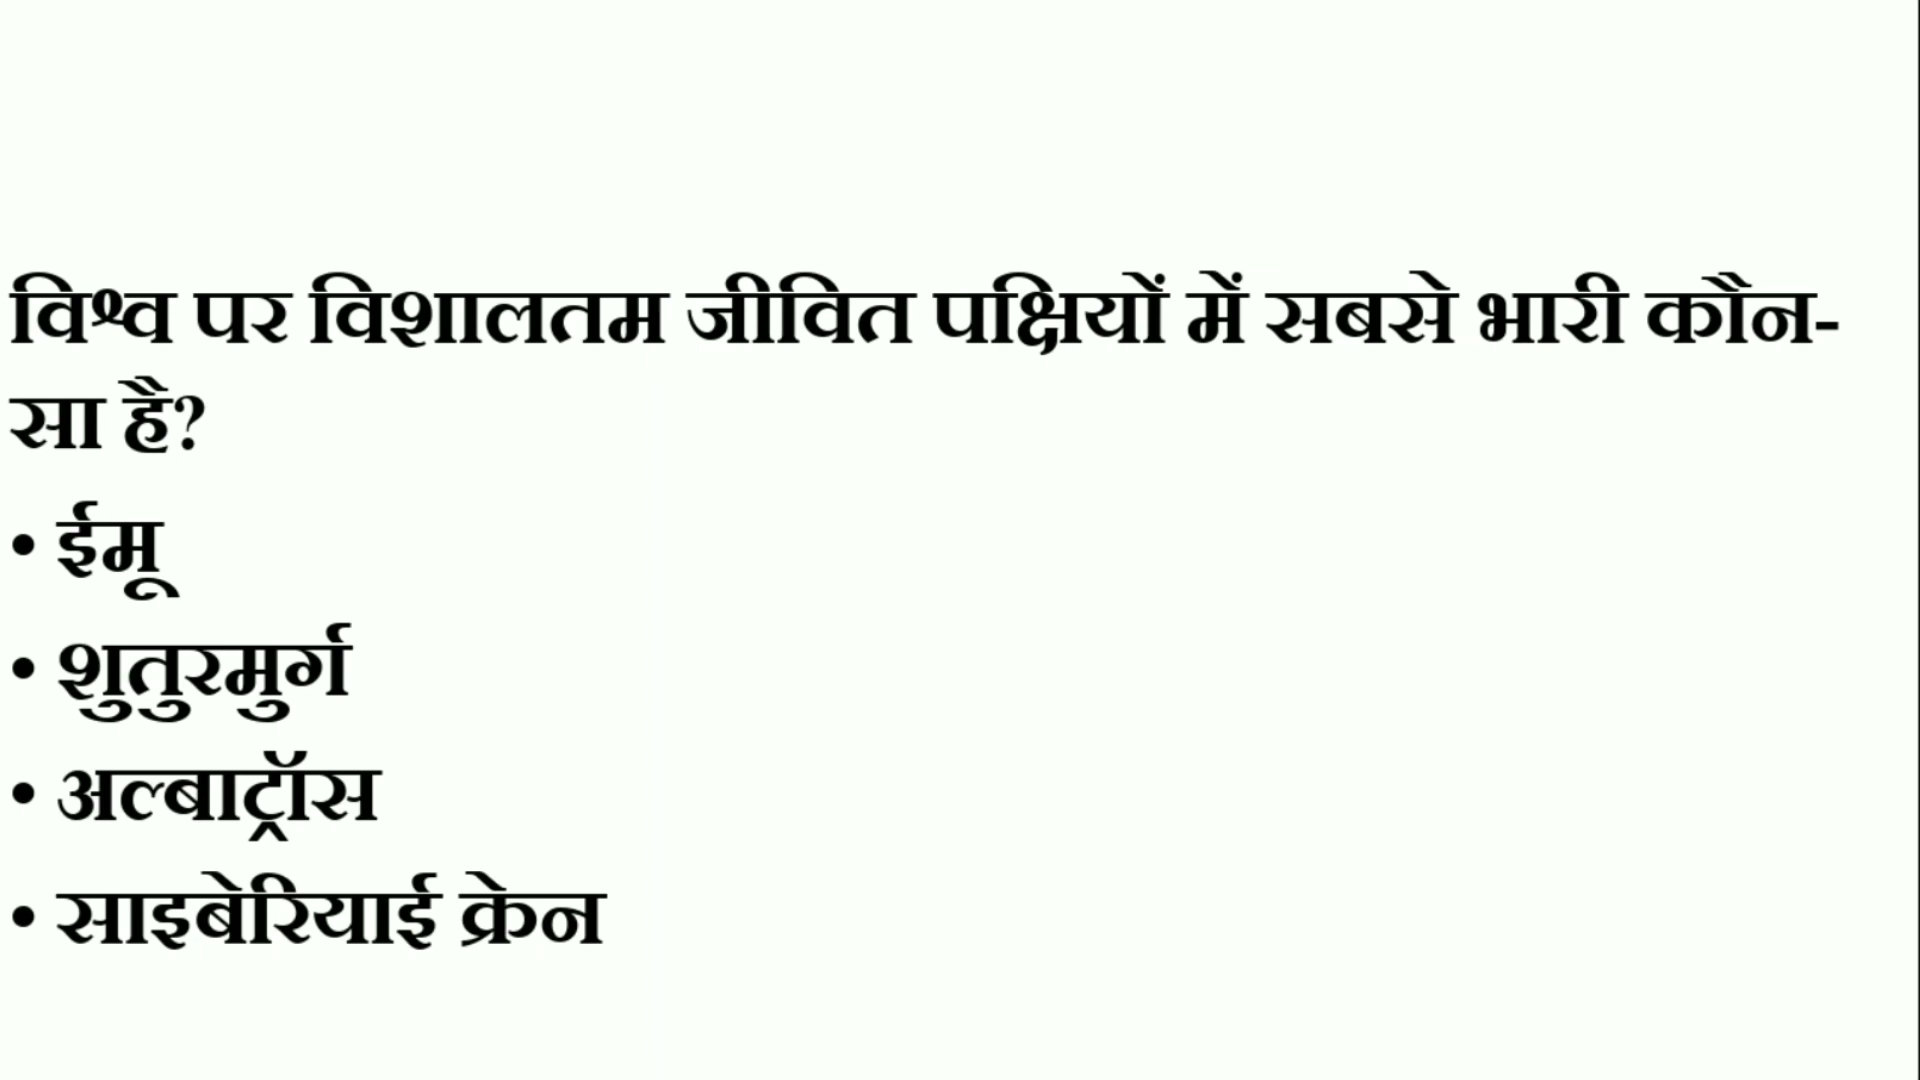 विश्व पर विशालतम जीवित पक्षियों में सबसे भारी कौन-
सा है?
• ईमू
• शुतुरमुर्ग
• अल्बाट्रॉस
• साइबेरियाई क्रेन